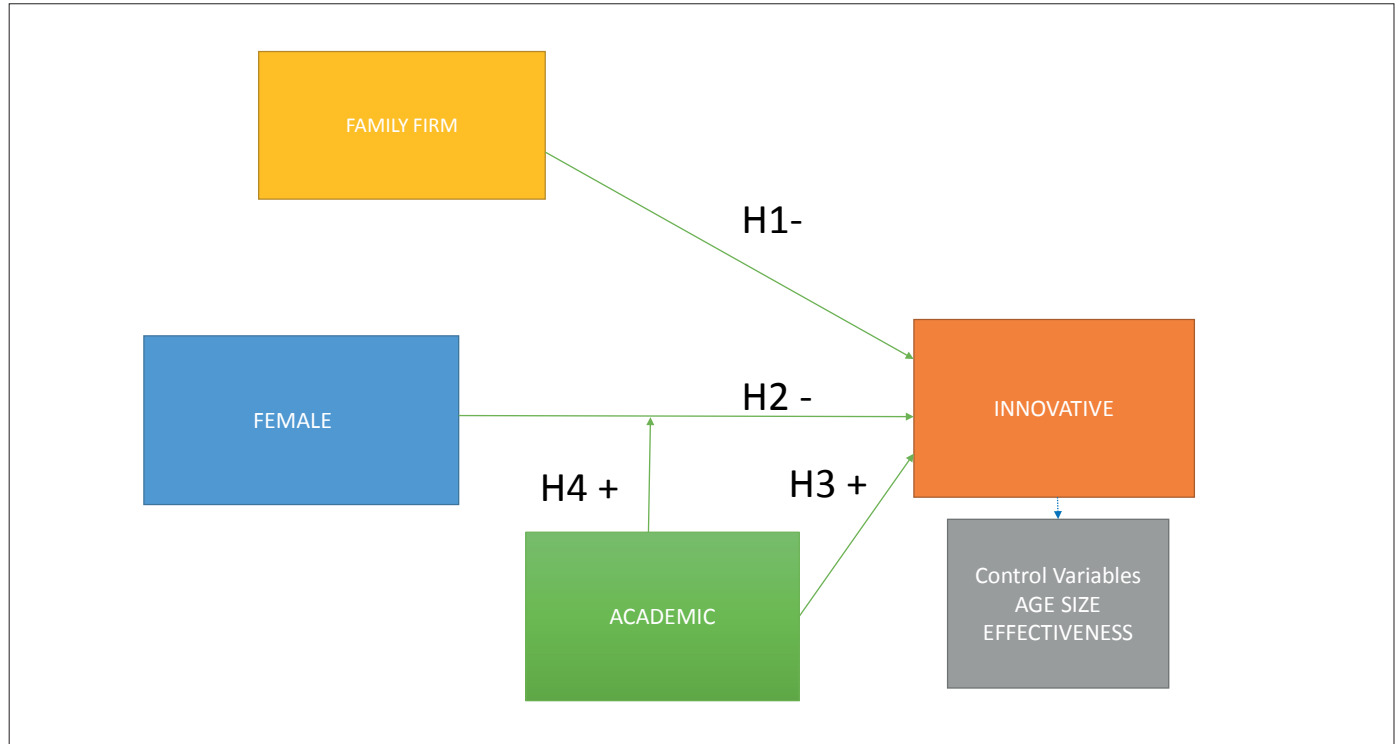 FAMILY FIRM
H1-
FEMALE
H2 -
INNOVATIVE
H4 +
H3 +
ACADEMIC
Control Variables
AGE SIZE
EFFECTIVENESS